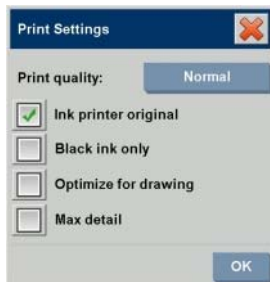 Print Settings
Print quality: Normal
Ink printer original
Black ink only
Optimize for drawing
Max detail
OK